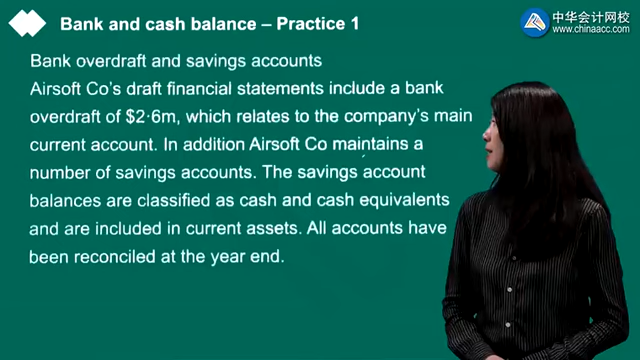 Bank and cash balance – Practice 1
中华会计网校
www.chinaacc.com
Bank overdraft and savings accounts
Airsoft Co's draft financial statements include a bank
overdraft of $2·6m, which relates to the company's main
current account. In addition Airsoft Co maintains a
number of savings accounts. The savings account
balances are classified as cash and cash equivalents
and are included in current assets. All accounts have
been reconciled at the year end.